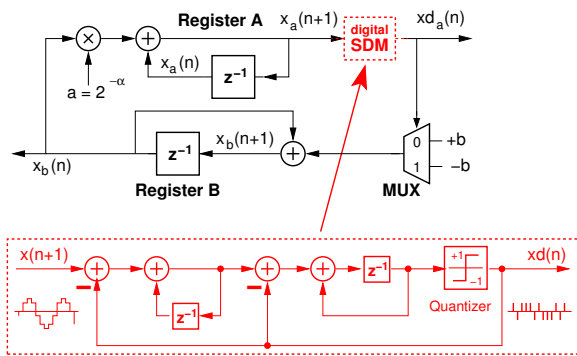 Register A
x_a(n+1)
digital
SDM
xd_a(n)
×
+
x_a(n)
z⁻¹
a = 2^{-α}
x_b(n+1)
0
+b
x_b(n)
z⁻¹
+
1
−b
Register B
MUX
x(n+1)
+
+
+
+
z⁻¹
+1
−1
xd(n)
−
−
z⁻¹
Quantizer